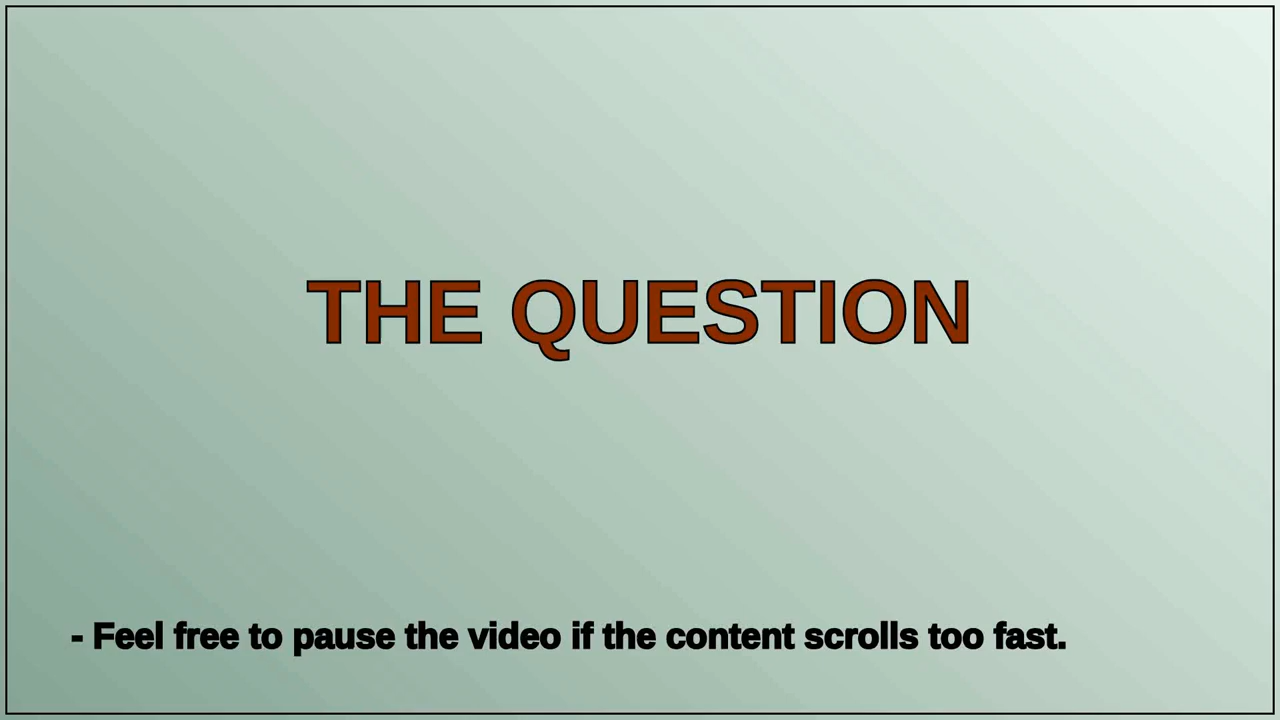 THE QUESTION
- Feel free to pause the video if the content scrolls too fast.